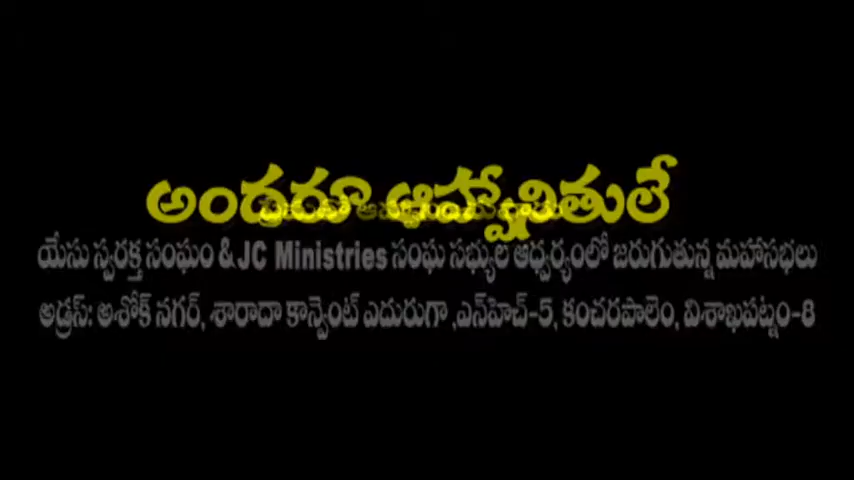 అందరూ ఆహ్వానితులే
యేసు స్వరక్త సంఘం & JC Ministries సంఘ సభ్యుల ఆధ్వర్యంలో జరుగుతున్న మహాసభలు
అడ్రస్: అశోక్ నగర్, శారాదా కాన్వెంట్ ఎదురుగా ,ఎన్‌హెచ్-5, కంచరపాలెం, విశాఖపట్నం-8